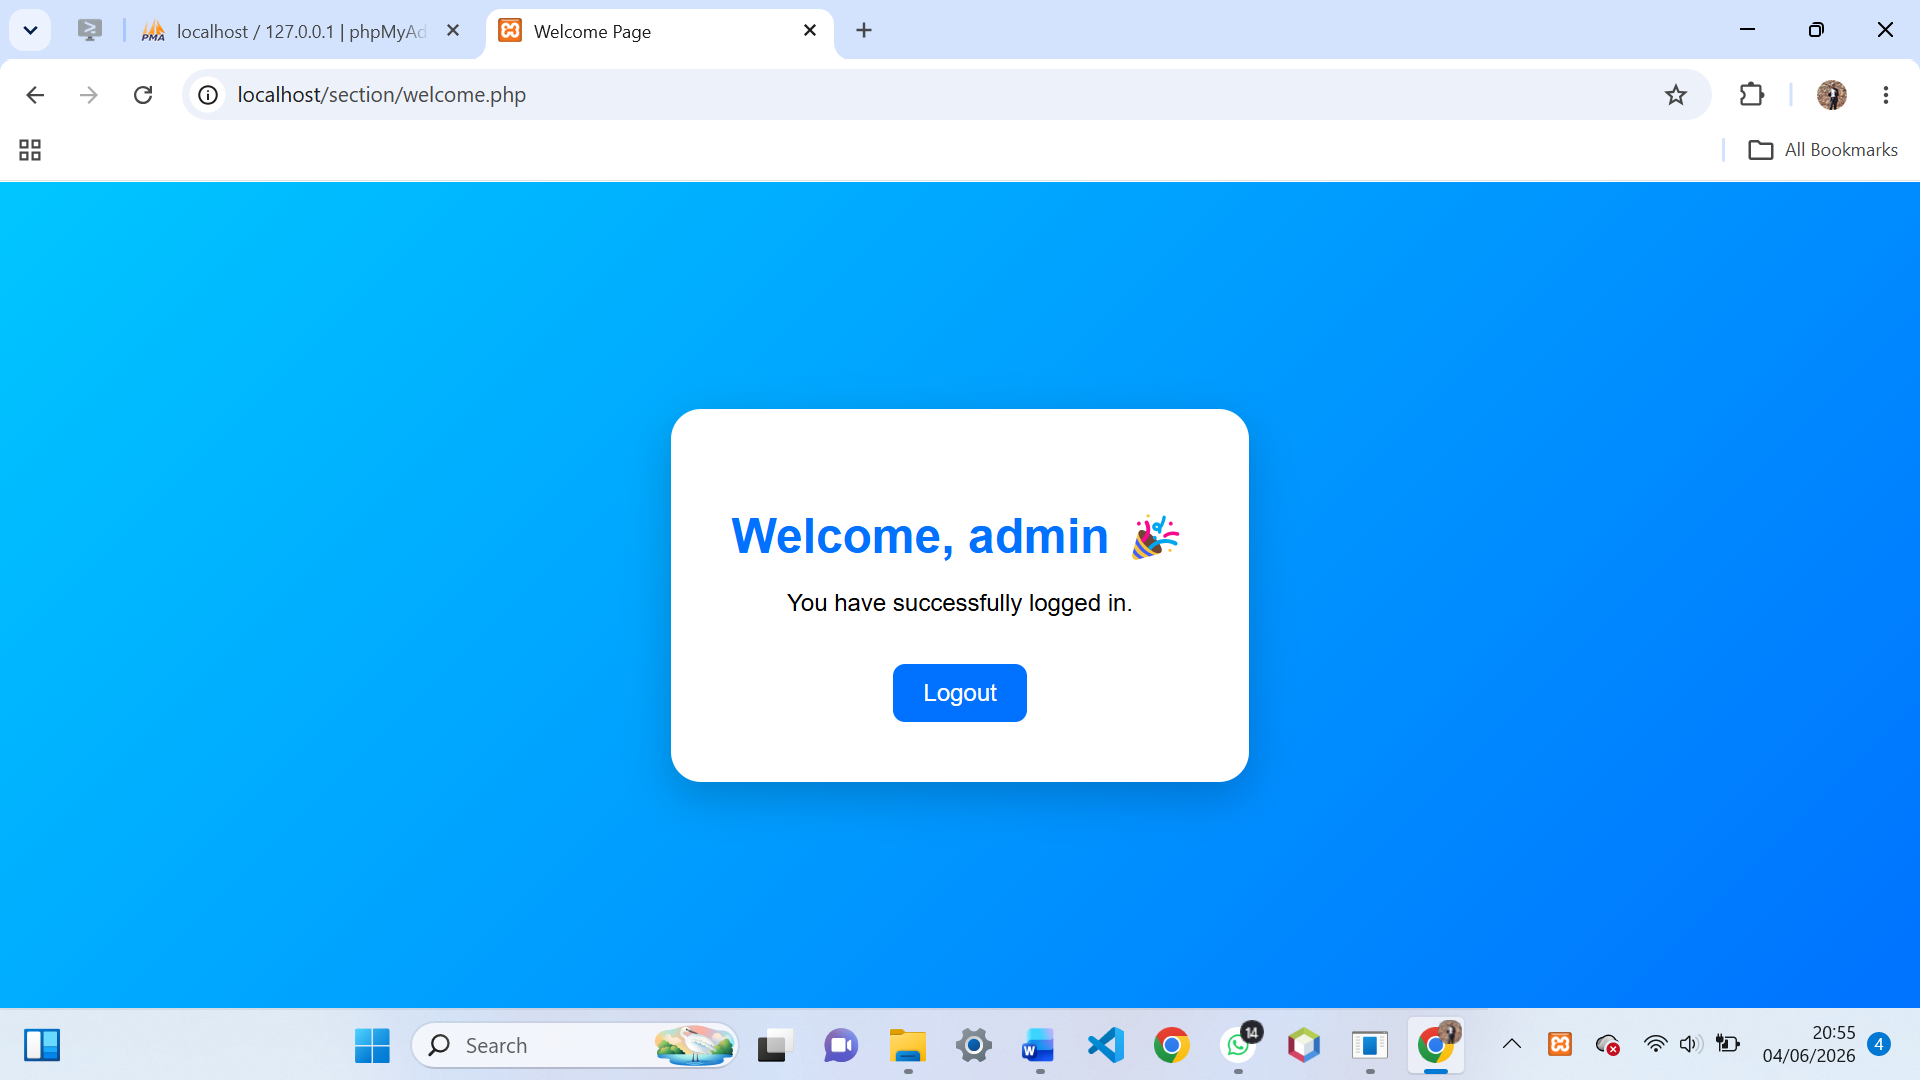 localhost / 127.0.0.1 | phpMyAd
Welcome Page
localhost/section/welcome.php
All Bookmarks
Welcome, admin 🎉
You have successfully logged in.
Logout
Search
14
20:55
04/06/2026
4